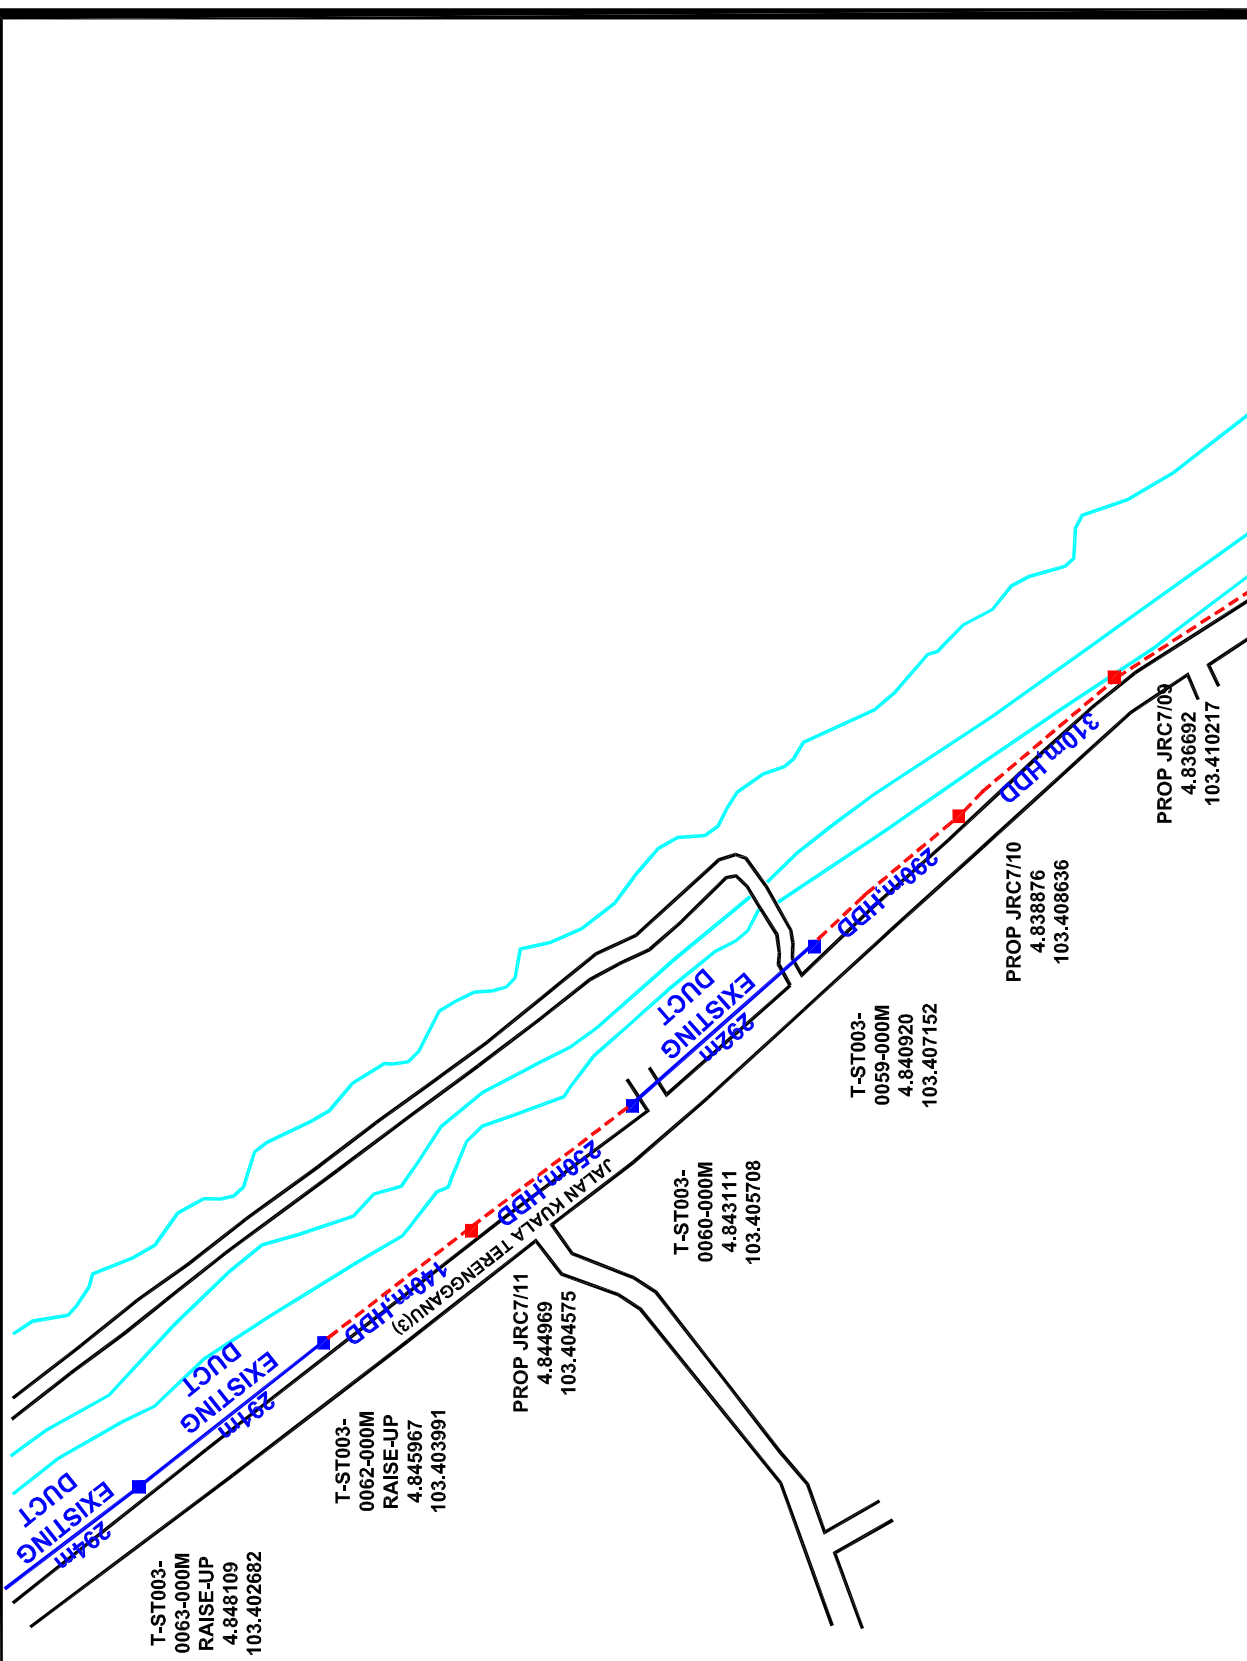 EXISTING
DUCT
294m
T-ST003-
0063-000M
RAISE-UP
4.848109
103.402682
EXISTING
DUCT
291m
T-ST003-
0062-000M
RAISE-UP
4.845967
103.403991
140m,HDD
JALAN KUALA TERENGGANU(3)
PROP JRC7/11
4.844969
103.404575
250m,HDD
T-ST003-
0060-000M
4.843111
103.405708
EXISTING
DUCT
292m
T-ST003-
0059-000M
4.840920
103.407152
290m,HDD
PROP JRC7/10
4.838876
103.408636
310m,HDD
PROP JRC7/09
4.836692
103.410217